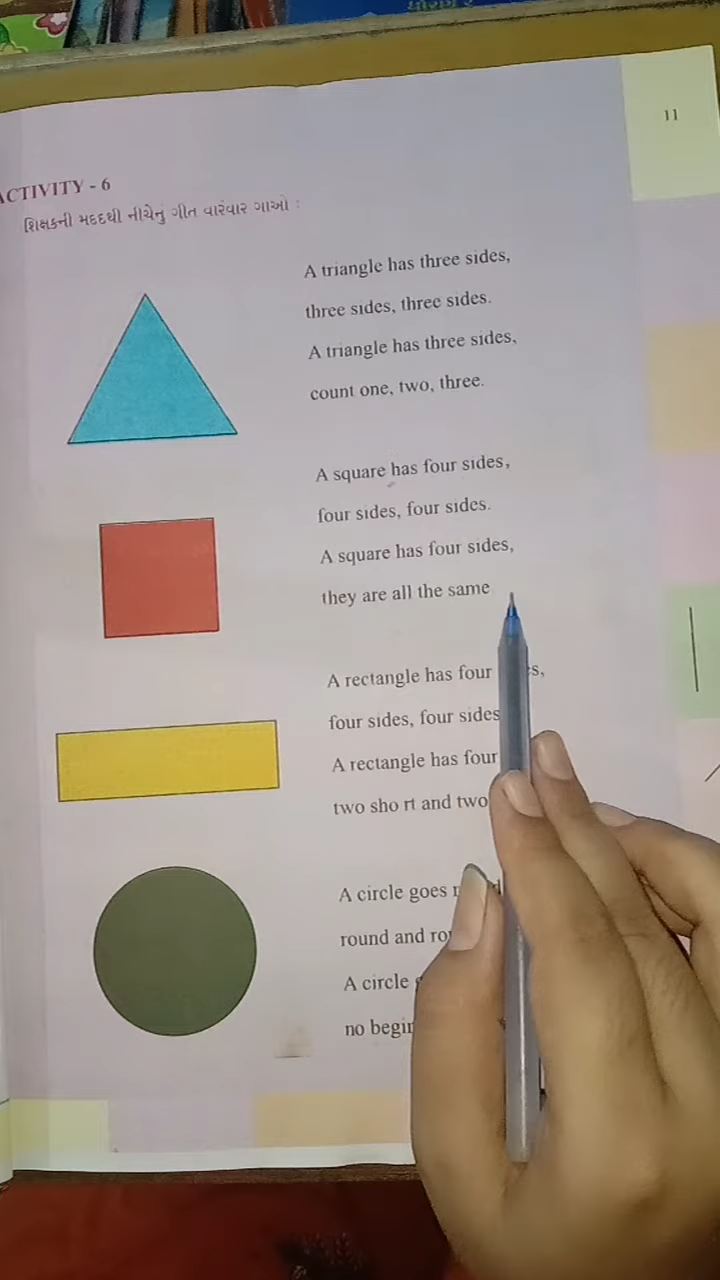 11
ACTIVITY - 6
શિક્ષકની મદદથી નીચેનું ગીત વારંવાર ગાઓ :
A triangle has three sides,
three sides, three sides.
A triangle has three sides,
count one, two, three.
A square has four sides,
four sides, four sides.
A square has four sides,
they are all the same
A rectangle has four
four sides, four sides
A rectangle has four
two sho rt and two
A circle goes
round and
A circle
no